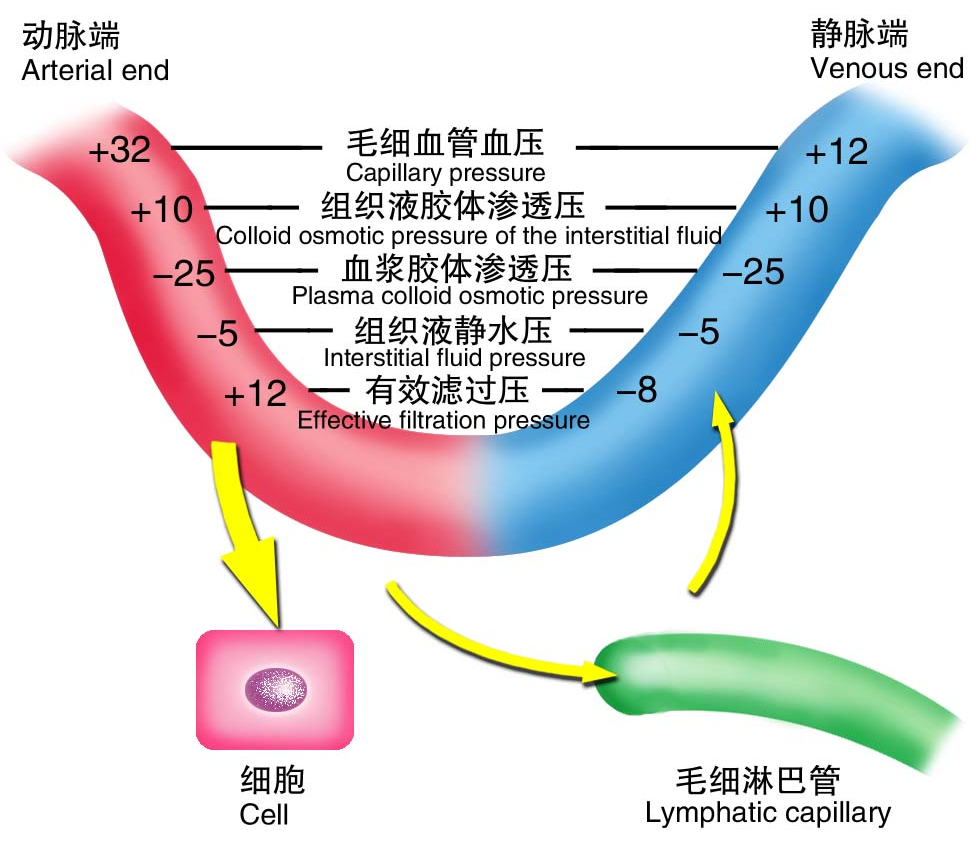 动脉端
Arterial end
静脉端
Venous end
+32
毛细血管血压
Capillary pressure
+12
+10
组织液胶体渗透压
Colloid osmotic pressure of the interstitial fluid
+10
−25
血浆胶体渗透压
Plasma colloid osmotic pressure
−25
−5
组织液静水压
Interstitial fluid pressure
−5
+12
有效滤过压
Effective filtration pressure
−8
细胞
Cell
毛细淋巴管
Lymphatic capillary